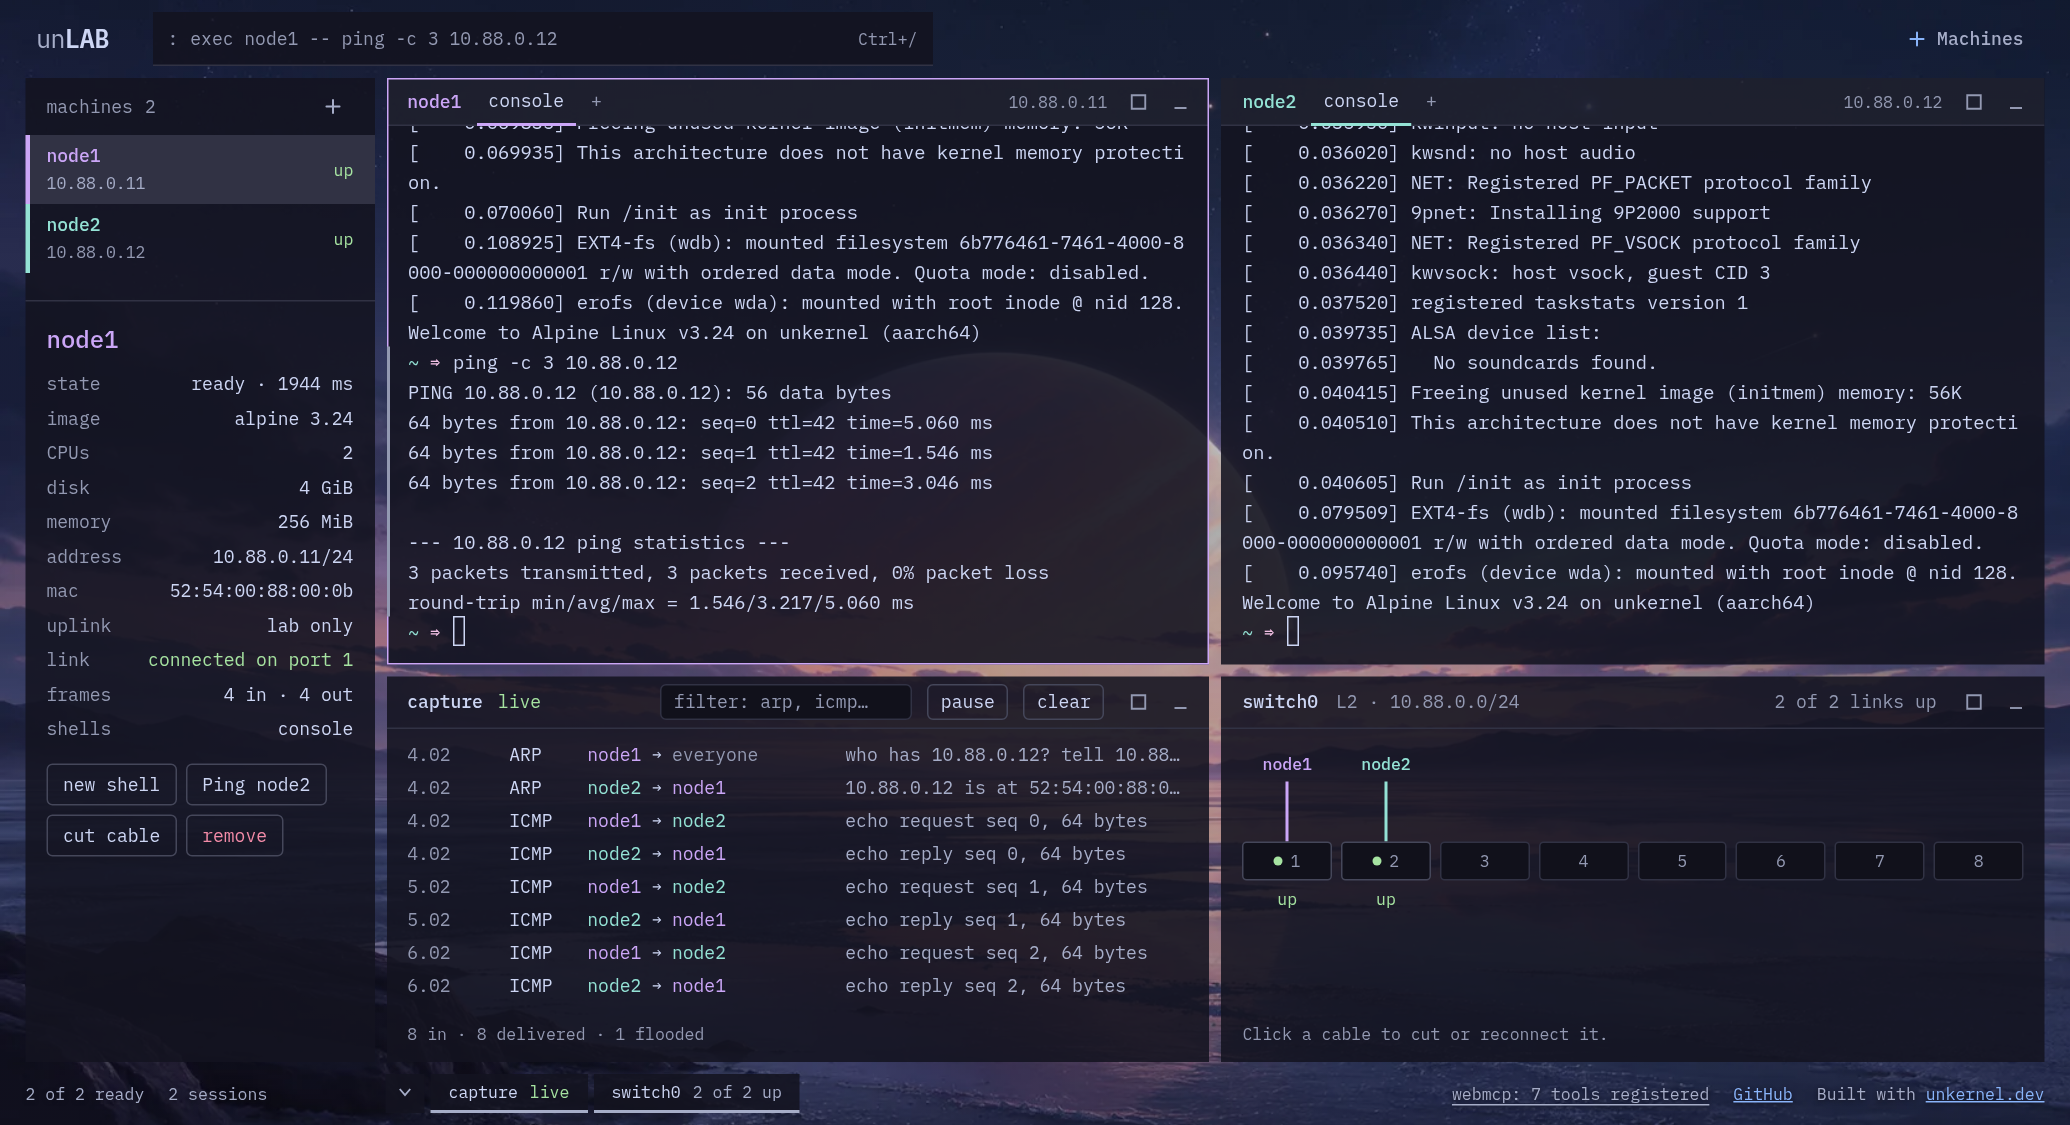 unLAB
: exec node1 -- ping -c 3 10.88.0.12
Ctrl+/
+ Machines
machines 2 +
node1
10.88.0.11
up
node2
10.88.0.12
up
node1
state ready · 1944 ms
image alpine 3.24
CPUs 2
disk 4 GiB
memory 256 MiB
address 10.88.0.11/24
mac 52:54:00:88:00:0b
uplink lab only
link connected on port 1
frames 4 in · 4 out
shells console
new shell
Ping node2
cut cable
remove
node1 console + 10.88.0.11
Freeing unused kernel image (initmem) memory: 56K
[    0.069935] This architecture does not have kernel memory protecti
on.
[    0.070060] Run /init as init process
[    0.108925] EXT4-fs (wdb): mounted filesystem 6b776461-7461-4000-8
000-000000000001 r/w with ordered data mode. Quota mode: disabled.
[    0.119860] erofs (device wda): mounted with root inode @ nid 128.
Welcome to Alpine Linux v3.24 on unkernel (aarch64)
~ ⇒ ping -c 3 10.88.0.12
PING 10.88.0.12 (10.88.0.12): 56 data bytes
64 bytes from 10.88.0.12: seq=0 ttl=42 time=5.060 ms
64 bytes from 10.88.0.12: seq=1 ttl=42 time=1.546 ms
64 bytes from 10.88.0.12: seq=2 ttl=42 time=3.046 ms
--- 10.88.0.12 ping statistics ---
3 packets transmitted, 3 packets received, 0% packet loss
round-trip min/avg/max = 1.546/3.217/5.060 ms
~ ⇒
node2 console + 10.88.0.12
kwinput: no host input
[    0.036020] kwsnd: no host audio
[    0.036220] NET: Registered PF_PACKET protocol family
[    0.036270] 9pnet: Installing 9P2000 support
[    0.036340] NET: Registered PF_VSOCK protocol family
[    0.036440] kwvsock: host vsock, guest CID 3
[    0.037520] registered taskstats version 1
[    0.039735] ALSA device list:
[    0.039765]   No soundcards found.
[    0.040415] Freeing unused kernel image (initmem) memory: 56K
[    0.040510] This architecture does not have kernel memory protecti
on.
[    0.040605] Run /init as init process
[    0.079509] EXT4-fs (wdb): mounted filesystem 6b776461-7461-4000-8
000-000000000001 r/w with ordered data mode. Quota mode: disabled.
[    0.095740] erofs (device wda): mounted with root inode @ nid 128.
Welcome to Alpine Linux v3.24 on unkernel (aarch64)
~ ⇒
capture live filter: arp, icmp… pause clear
4.02 ARP node1 → everyone who has 10.88.0.12? tell 10.88…
4.02 ARP node2 → node1 10.88.0.12 is at 52:54:00:88:0…
4.02 ICMP node1 → node2 echo request seq 0, 64 bytes
4.02 ICMP node2 → node1 echo reply seq 0, 64 bytes
5.02 ICMP node1 → node2 echo request seq 1, 64 bytes
5.02 ICMP node2 → node1 echo reply seq 1, 64 bytes
6.02 ICMP node1 → node2 echo request seq 2, 64 bytes
6.02 ICMP node2 → node1 echo reply seq 2, 64 bytes
8 in · 8 delivered · 1 flooded
switch0 L2 · 10.88.0.0/24 2 of 2 links up
node1 node2
1 2 3 4 5 6 7 8
up up
Click a cable to cut or reconnect it.
2 of 2 ready 2 sessions
capture live
switch0 2 of 2 up
webmcp: 7 tools registered GitHub Built with unkernel.dev